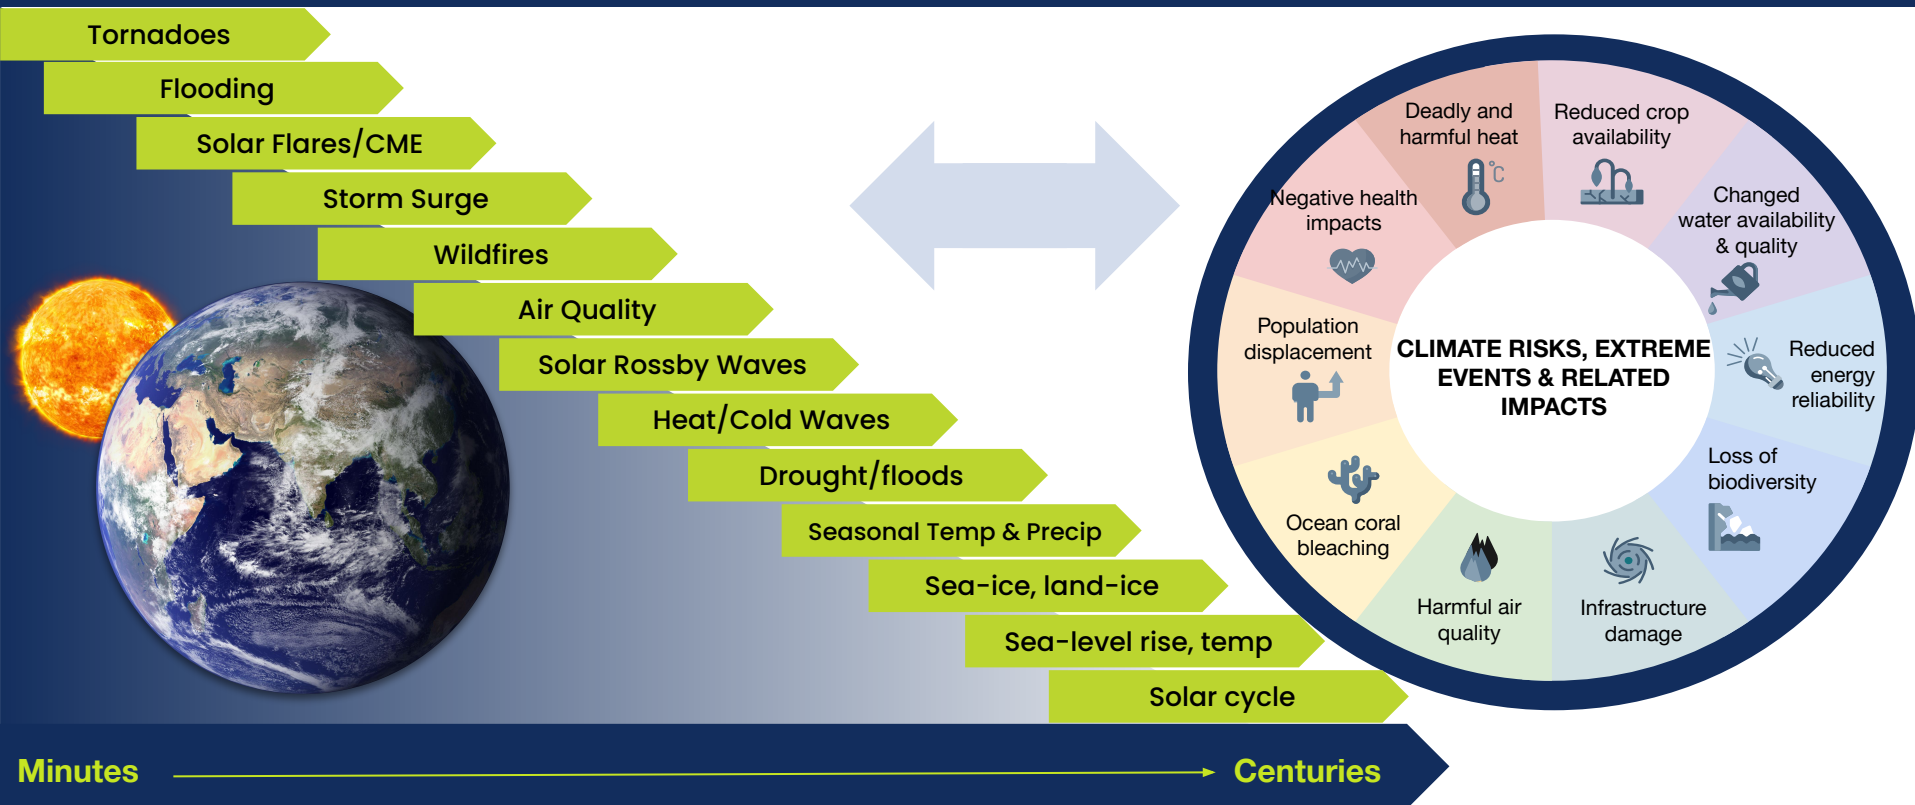 Tornadoes
Flooding
Solar Flares/CME
Storm Surge
Wildfires
Air Quality
Solar Rossby Waves
Heat/Cold Waves
Drought/floods
Seasonal Temp & Precip
Sea-ice, land-ice
Sea-level rise, temp
Solar cycle
Minutes
Centuries
Deadly and
harmful heat
°C
Reduced crop
availability
Changed
water availability
& quality
Reduced
energy
reliability
Loss of
biodiversity
Infrastructure
damage
Harmful air
quality
Ocean coral
bleaching
Population
displacement
Negative health
impacts
CLIMATE RISKS, EXTREME
EVENTS & RELATED
IMPACTS